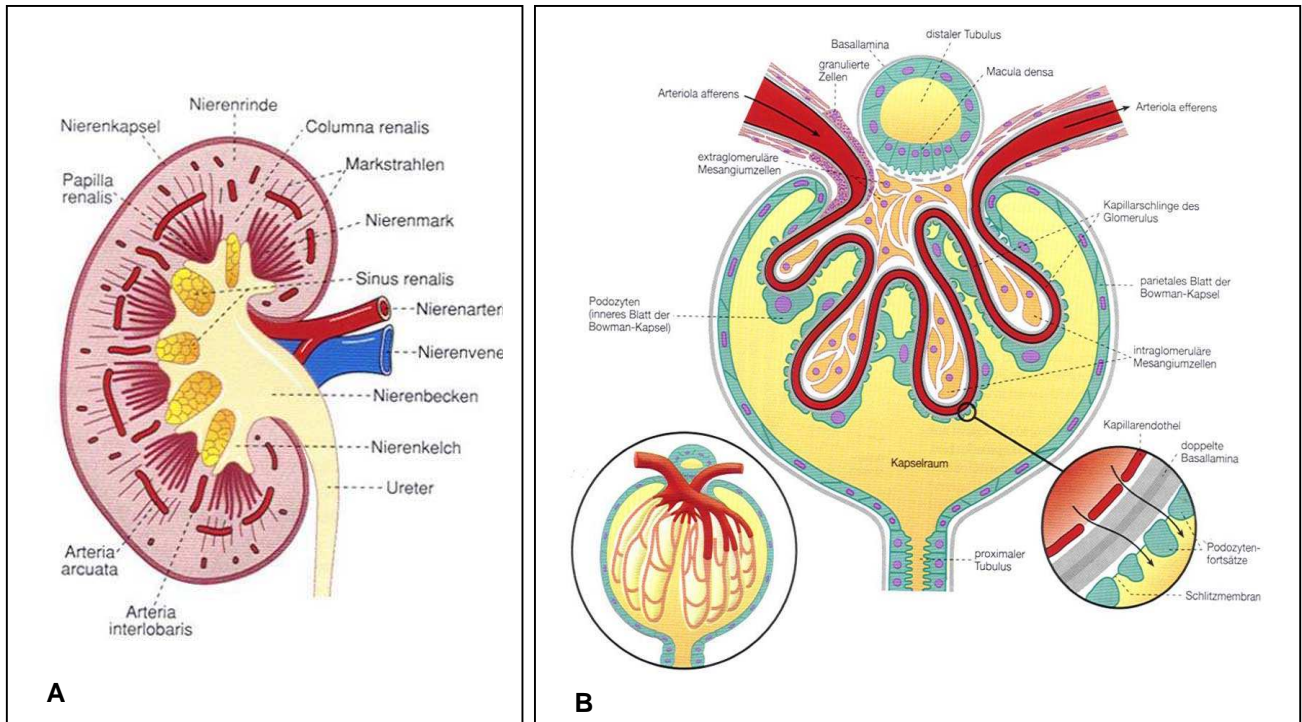 Nierenrinde
Nierenkapsel
Columna renalis
Markstrahlen
Papilla
renalis
Nierenmark
Sinus renalis
Nierenarter
Nierenvene
Nierenbecken
Nierenkelch
Ureter
Arteria
arcuata
Arteria
interlobaris
A
distaler Tubulus
Basallamina
granulierte
Zellen
Macula densa
Arteriola afferens
Arteriola efferens
extraglomeruläre
Mesangiumzellen
Kapillarschlinge des
Glomerulus
parietales Blatt der
Bowman-Kapsel
Podozyten
(inneres Blatt der
Bowman-Kapsel)
intraglomeruläre
Mesangiumzellen
Kapillarendothel
doppelte
Basallamina
Kapselraum
proximaler
Tubulus
Podozyten-
fortsätze
Schlitzmembran
B